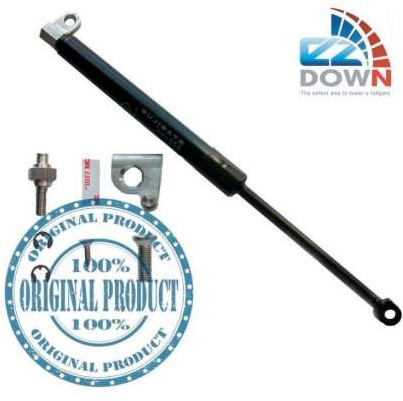 EZ
DOWN
The safest way to lower a tailgate
ORIGINAL PRODUCT
100%
ORIGINAL PRODUCT
100%
ORIGINAL PRODUCT